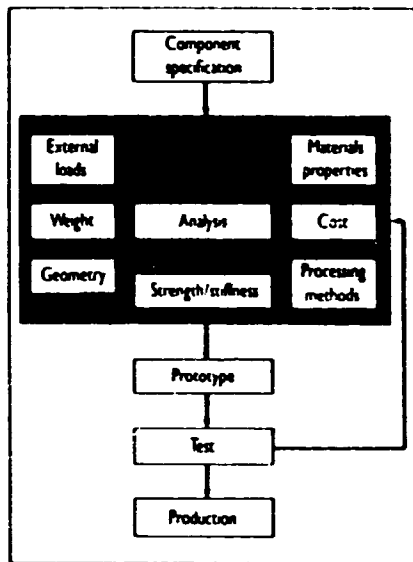 Component
specification
External
loads
Materials
properties
Weight
Analysis
Cost
Geometry
Strength/stiffness
Processing
methods
Prototype
Test
Production